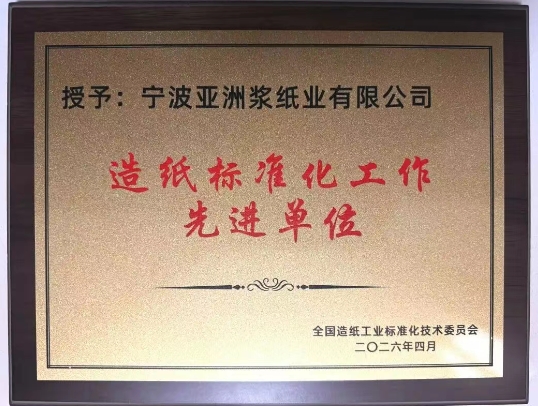 授予：宁波亚洲浆纸业有限公司
造纸标准化工作
先进单位
全国造纸工业标准化技术委员会
二〇二六年四月